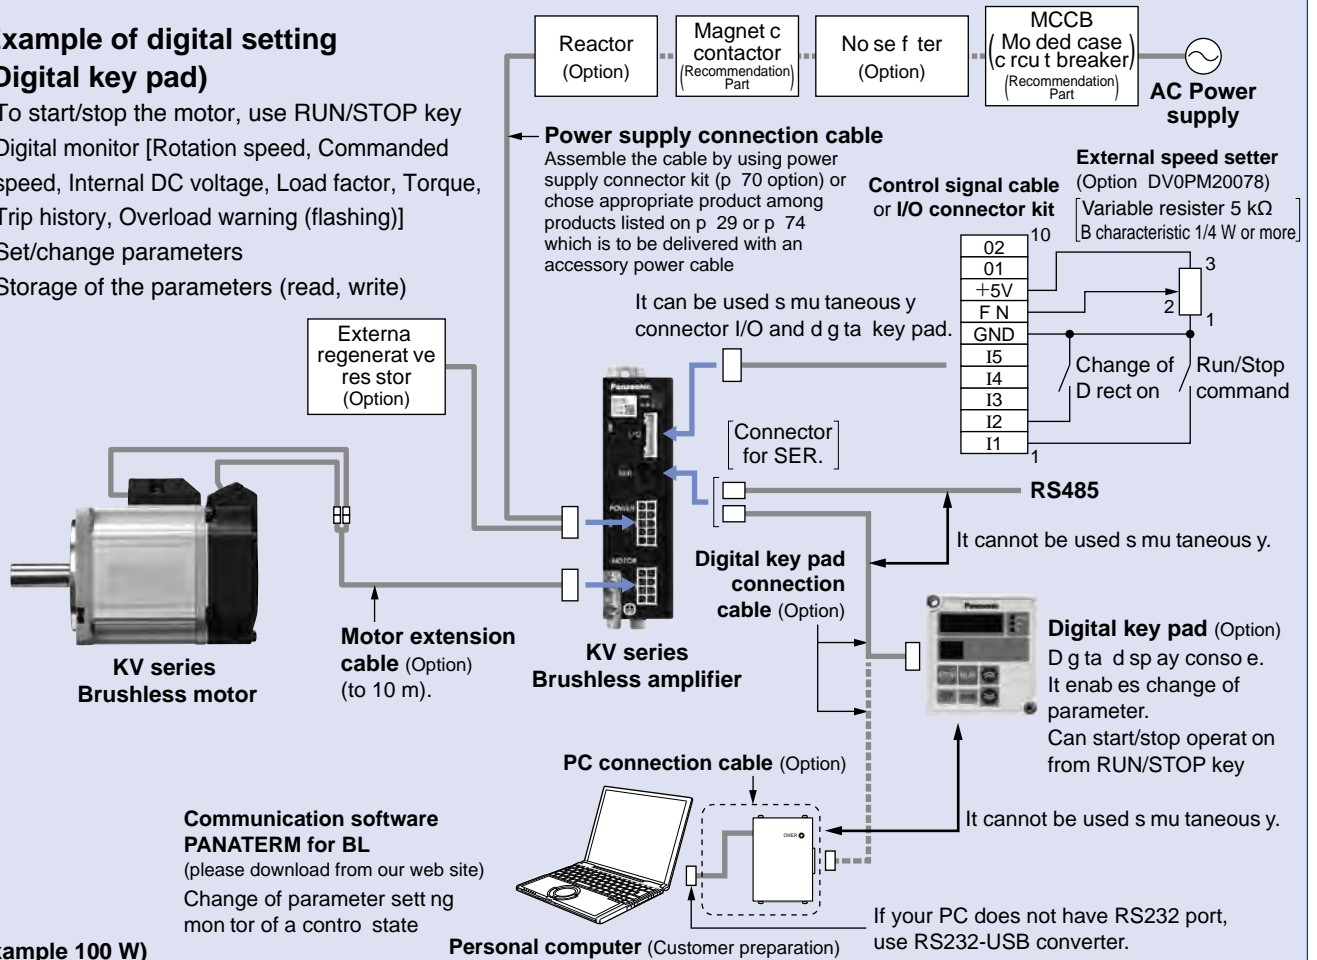 Example of digital setting
(Digital key pad)
To start/stop the motor, use RUN/STOP key
Digital monitor [Rotation speed, Commanded
speed, Internal DC voltage, Load factor, Torque,
Trip history, Overload warning (flashing)]
Set/change parameters
Storage of the parameters (read, write)
Reactor
(Option)
Magnet c
contactor
(Recommendation)
Part
No se f ter
(Option)
MCCB
(Mo ded case
c rcu t breaker)
(Recommendation)
Part
AC Power
supply
Power supply connection cable
Assemble the cable by using power
supply connector kit (p 70 option) or
chose appropriate product among
products listed on p 29 or p 74
which is to be delivered with an
accessory power cable
Control signal cable
or I/O connector kit
External speed setter
(Option DV0PM20078)
[Variable resister 5 kΩ
B characteristic 1/4 W or more]
10
02
01
+5V
F N
GND
I5
I4
I3
I2
I1
1
3
2
1
Change of
D rect on
Run/Stop
command
It can be used s mu taneous y
connector I/O and d g ta key pad.
Externa
regenerat ve
res stor
(Option)
Panasonic
POWER
MOTOR
[Connector
for SER.]
RS485
It cannot be used s mu taneous y.
Digital key pad
connection
cable (Option)
Motor extension
cable (Option)
(to 10 m).
KV series
Brushless motor
KV series
Brushless amplifier
Panasonic
Digital key pad (Option)
D g ta d sp ay conso e.
It enab es change of
parameter.
Can start/stop operat on
from RUN/STOP key
It cannot be used s mu taneous y.
PC connection cable (Option)
OWER
Communication software
PANATERM for BL
(please download from our web site)
Change of parameter sett ng
mon tor of a contro state
Personal computer (Customer preparation)
If your PC does not have RS232 port,
use RS232-USB converter.
xample 100 W)